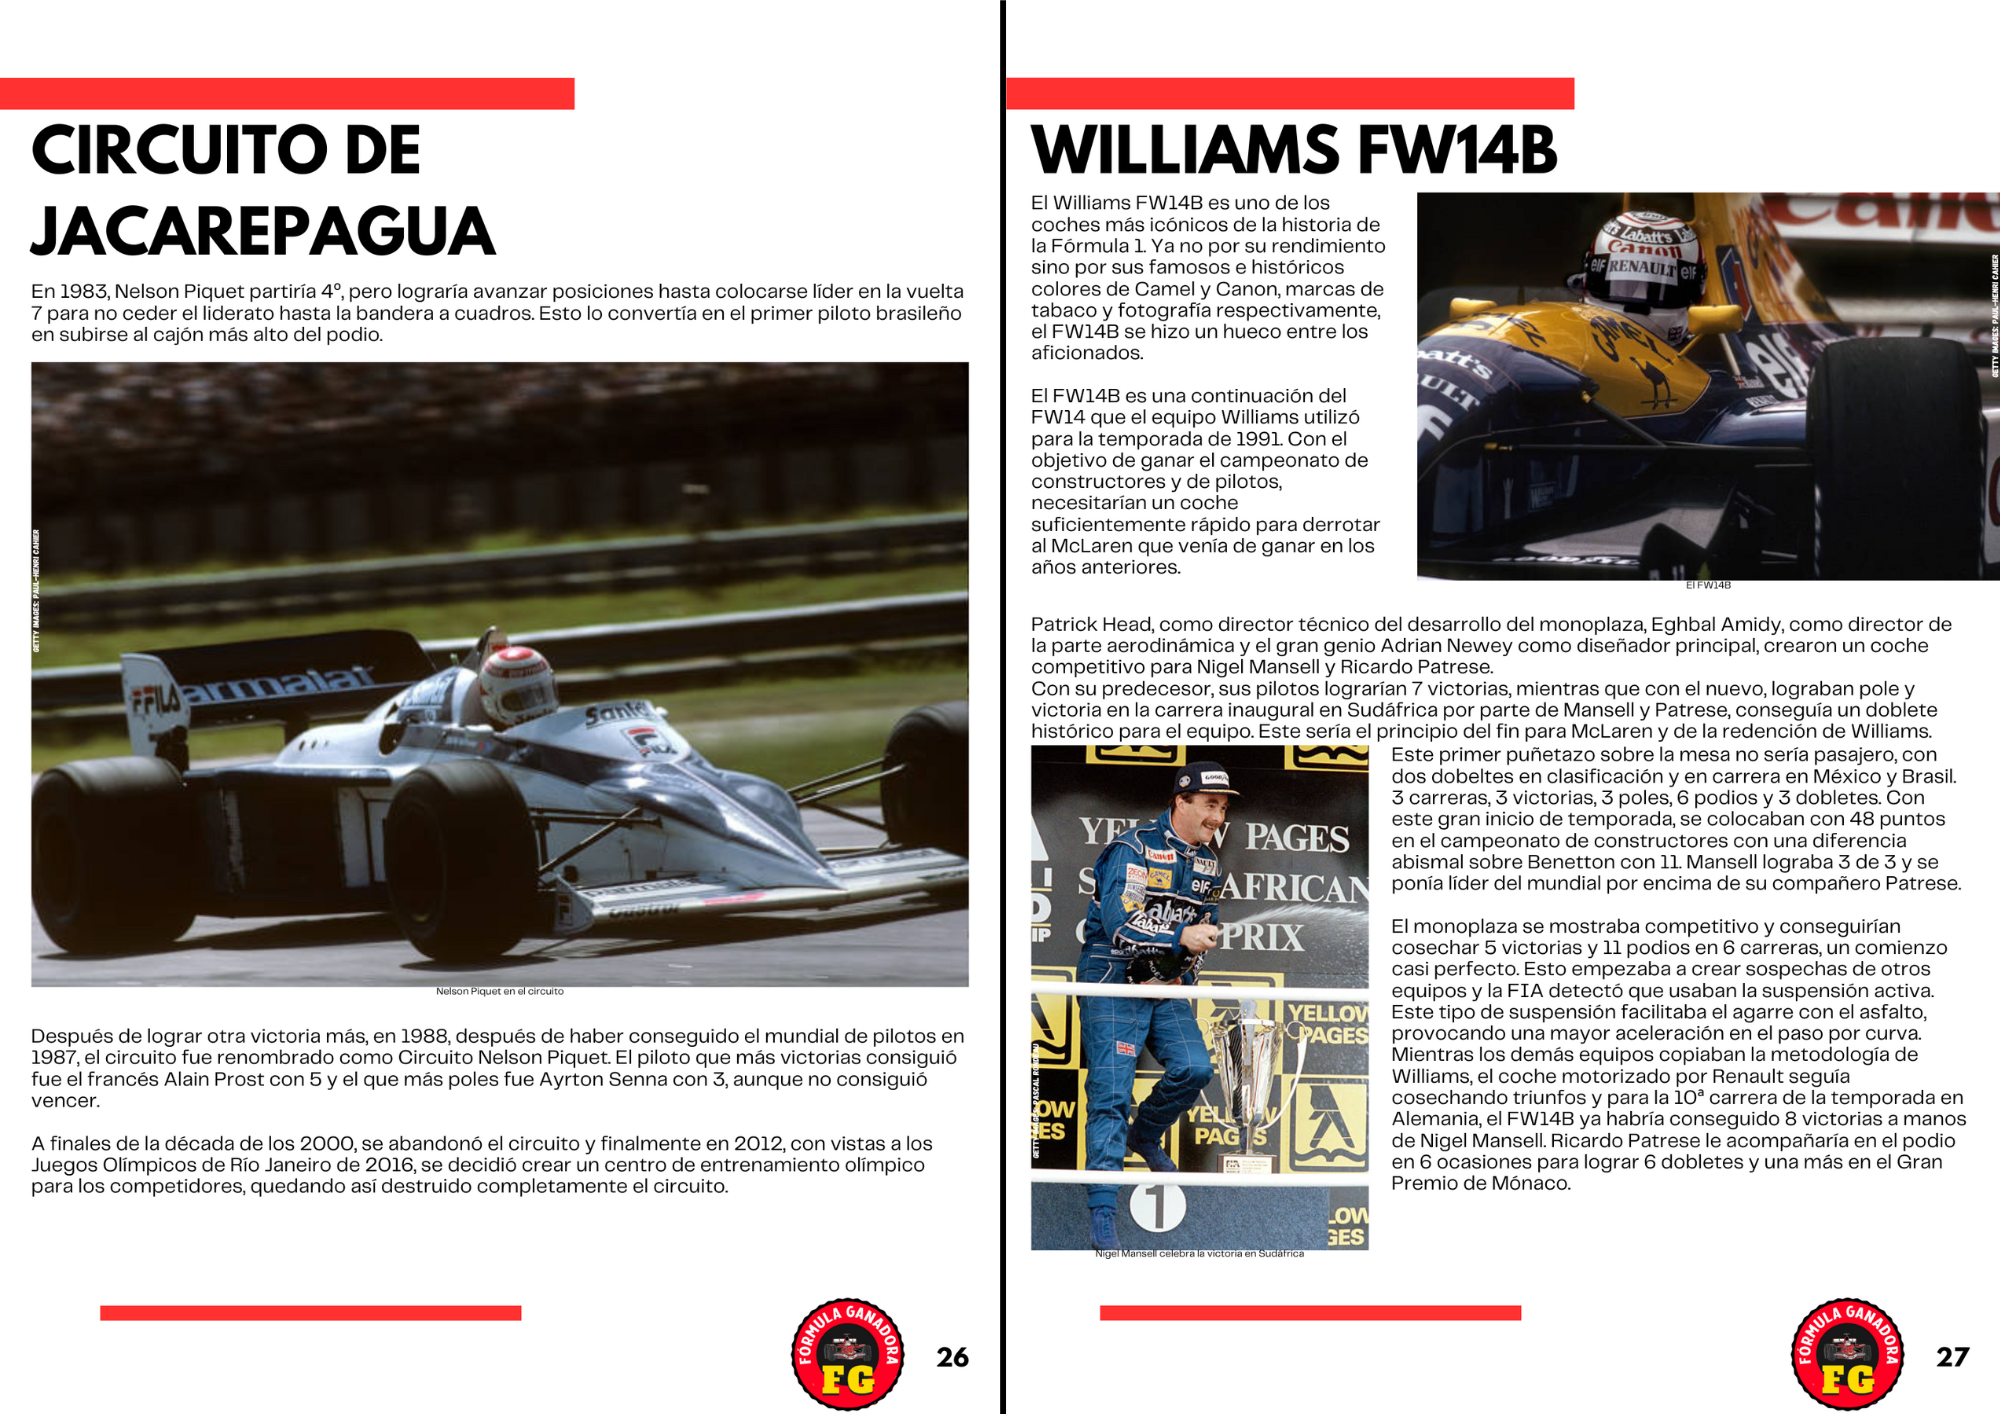 CIRCUITO DE
JACAREPAGUA
En 1983, Nelson Piquet partiría 4º, pero lograría avanzar posiciones hasta colocarse líder en la vuelta
7 para no ceder el liderato hasta la bandera a cuadros. Esto lo convertía en el primer piloto brasileño
en subirse al cajón más alto del podio.
GETTY IMAGES: PAUL-HENRI CAHIER
FILA
parmalat
Santal
FILA
parmalat
Castrol
Nelson Piquet en el circuito
Después de lograr otra victoria más, en 1988, después de haber conseguido el mundial de pilotos en
1987, el circuito fue renombrado como Circuito Nelson Piquet. El piloto que más victorias consiguió
fue el francés Alain Prost con 5 y el que más poles fue Ayrton Senna con 3, aunque no consiguió
vencer.
A finales de la década de los 2000, se abandonó el circuito y finalmente en 2012, con vistas a los
Juegos Olímpicos de Río Janeiro de 2016, se decidió crear un centro de entrenamiento olímpico
para los competidores, quedando así destruido completamente el circuito.
FÓRMULA GANADORA
FG
26
WILLIAMS FW14B
El Williams FW14B es uno de los
coches más icónicos de la historia de
la Fórmula 1. Ya no por su rendimiento
sino por sus famosos e históricos
colores de Camel y Canon, marcas de
tabaco y fotografía respectivamente,
el FW14B se hizo un hueco entre los
aficionados.
El FW14B es una continuación del
FW14 que el equipo Williams utilizó
para la temporada de 1991. Con el
objetivo de ganar el campeonato de
constructores y de pilotos,
necesitarían un coche
suficientemente rápido para derrotar
al McLaren que venía de ganar en los
años anteriores.
Labatt's
Canon
elf RENAULT elf
CAMEL
elf
GETTY IMAGES: PAUL-HENRI CAHIER
El FW14B
Patrick Head, como director técnico del desarrollo del monoplaza, Eghbal Amidy, como director de
la parte aerodinámica y el gran genio Adrian Newey como diseñador principal, crearon un coche
competitivo para Nigel Mansell y Ricardo Patrese.
Con su predecesor, sus pilotos lograrían 7 victorias, mientras que con el nuevo, lograban pole y
victoria en la carrera inaugural en Sudáfrica por parte de Mansell y Patrese, conseguía un doblete
histórico para el equipo. Este sería el principio del fin para McLaren y de la redención de Williams.
Este primer puñetazo sobre la mesa no sería pasajero, con
dos dobeltes en clasificación y en carrera en México y Brasil.
3 carreras, 3 victorias, 3 poles, 6 podios y 3 dobletes. Con
este gran inicio de temporada, se colocaban con 48 puntos
en el campeonato de constructores con una diferencia
abismal sobre Benetton con 11. Mansell lograba 3 de 3 y se
ponía líder del mundial por encima de su compañero Patrese.
El monoplaza se mostraba competitivo y conseguirían
cosechar 5 victorias y 11 podios en 6 carreras, un comienzo
casi perfecto. Esto empezaba a crear sospechas de otros
equipos y la FIA detectó que usaban la suspensión activa.
Este tipo de suspensión facilitaba el agarre con el asfalto,
provocando una mayor aceleración en el paso por curva.
Mientras los demás equipos copiaban la metodología de
Williams, el coche motorizado por Renault seguía
cosechando triunfos y para la 10ª carrera de la temporada en
Alemania, el FW14B ya habría conseguido 8 victorias a manos
de Nigel Mansell. Ricardo Patrese le acompañaría en el podio
en 6 ocasiones para lograr 6 dobletes y una más en el Gran
Premio de Mónaco.
PAGES
AFRICAN
PRIX
Canon
elf
Labatt's
YELLOW
PAGES
1
Nigel Mansell celebra la victoria en Sudáfrica
FÓRMULA GANADORA
FG
27